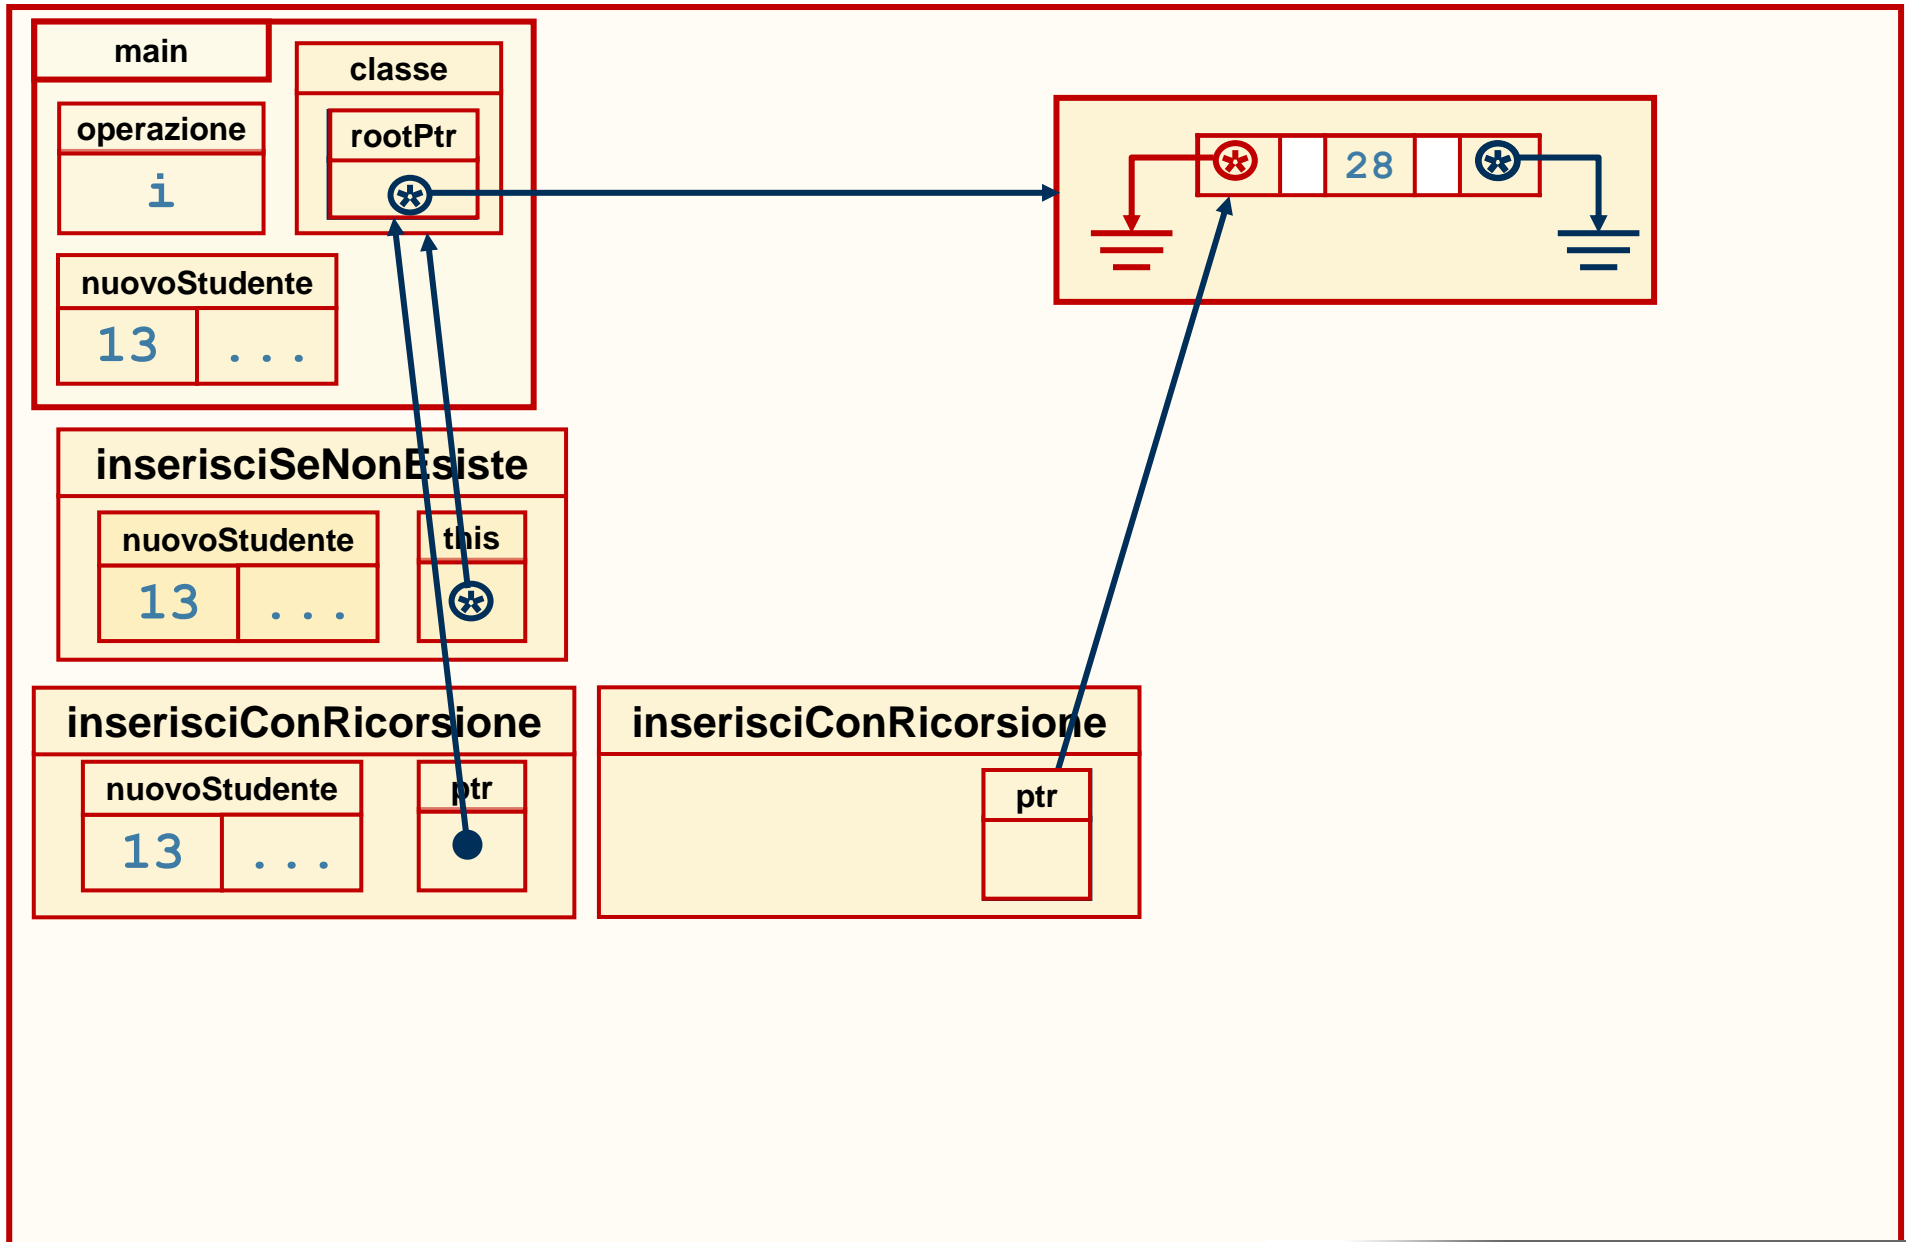 main
classe
operazione
rootPtr
i
28
nuovoStudente
13 ...
inserisciSeNonEsiste
nuovoStudente this
13 ...
inserisciConRicorsione
nuovoStudente ptr
13 ...
inserisciConRicorsione
ptr